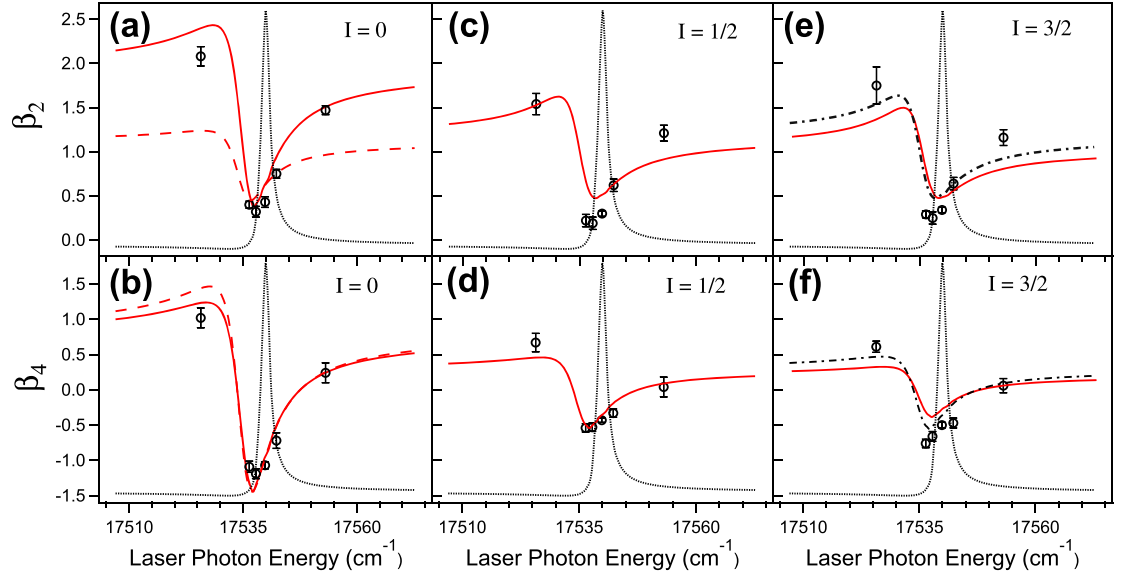 (a)
I = 0
2.5
2.0
1.5
1.0
0.5
0.0
β2
(c)
I = 1/2
(e)
I = 3/2
(b)
I = 0
1.5
1.0
0.5
0.0
-0.5
-1.0
-1.5
β4
(d)
I = 1/2
(f)
I = 3/2
17510 17535 17560
17510 17535 17560
17510 17535 17560
Laser Photon Energy (cm⁻¹)
Laser Photon Energy (cm⁻¹)
Laser Photon Energy (cm⁻¹)